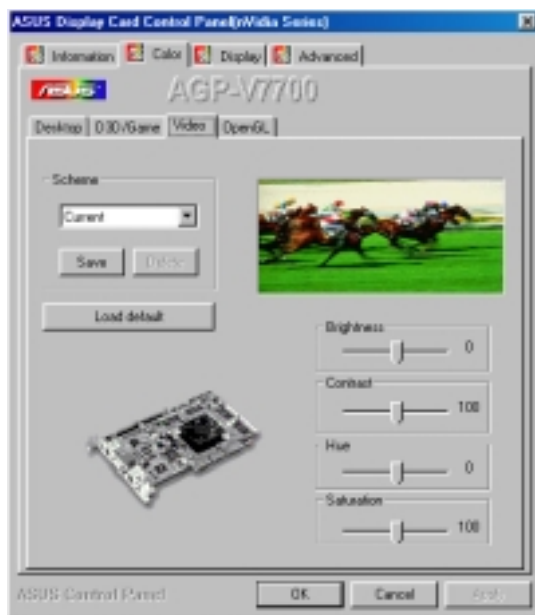 ASUS Display Card Control Panel(nVidia Series)
Information Color Display Advanced
ASUS AGP-V7700
Desktop D3D/Game Video OpenGL
Scheme
Current
Save Delete
Load default
Brightness
0
Contrast
100
Hue
0
Saturation
100
ASUS Control Panel OK Cancel Apply